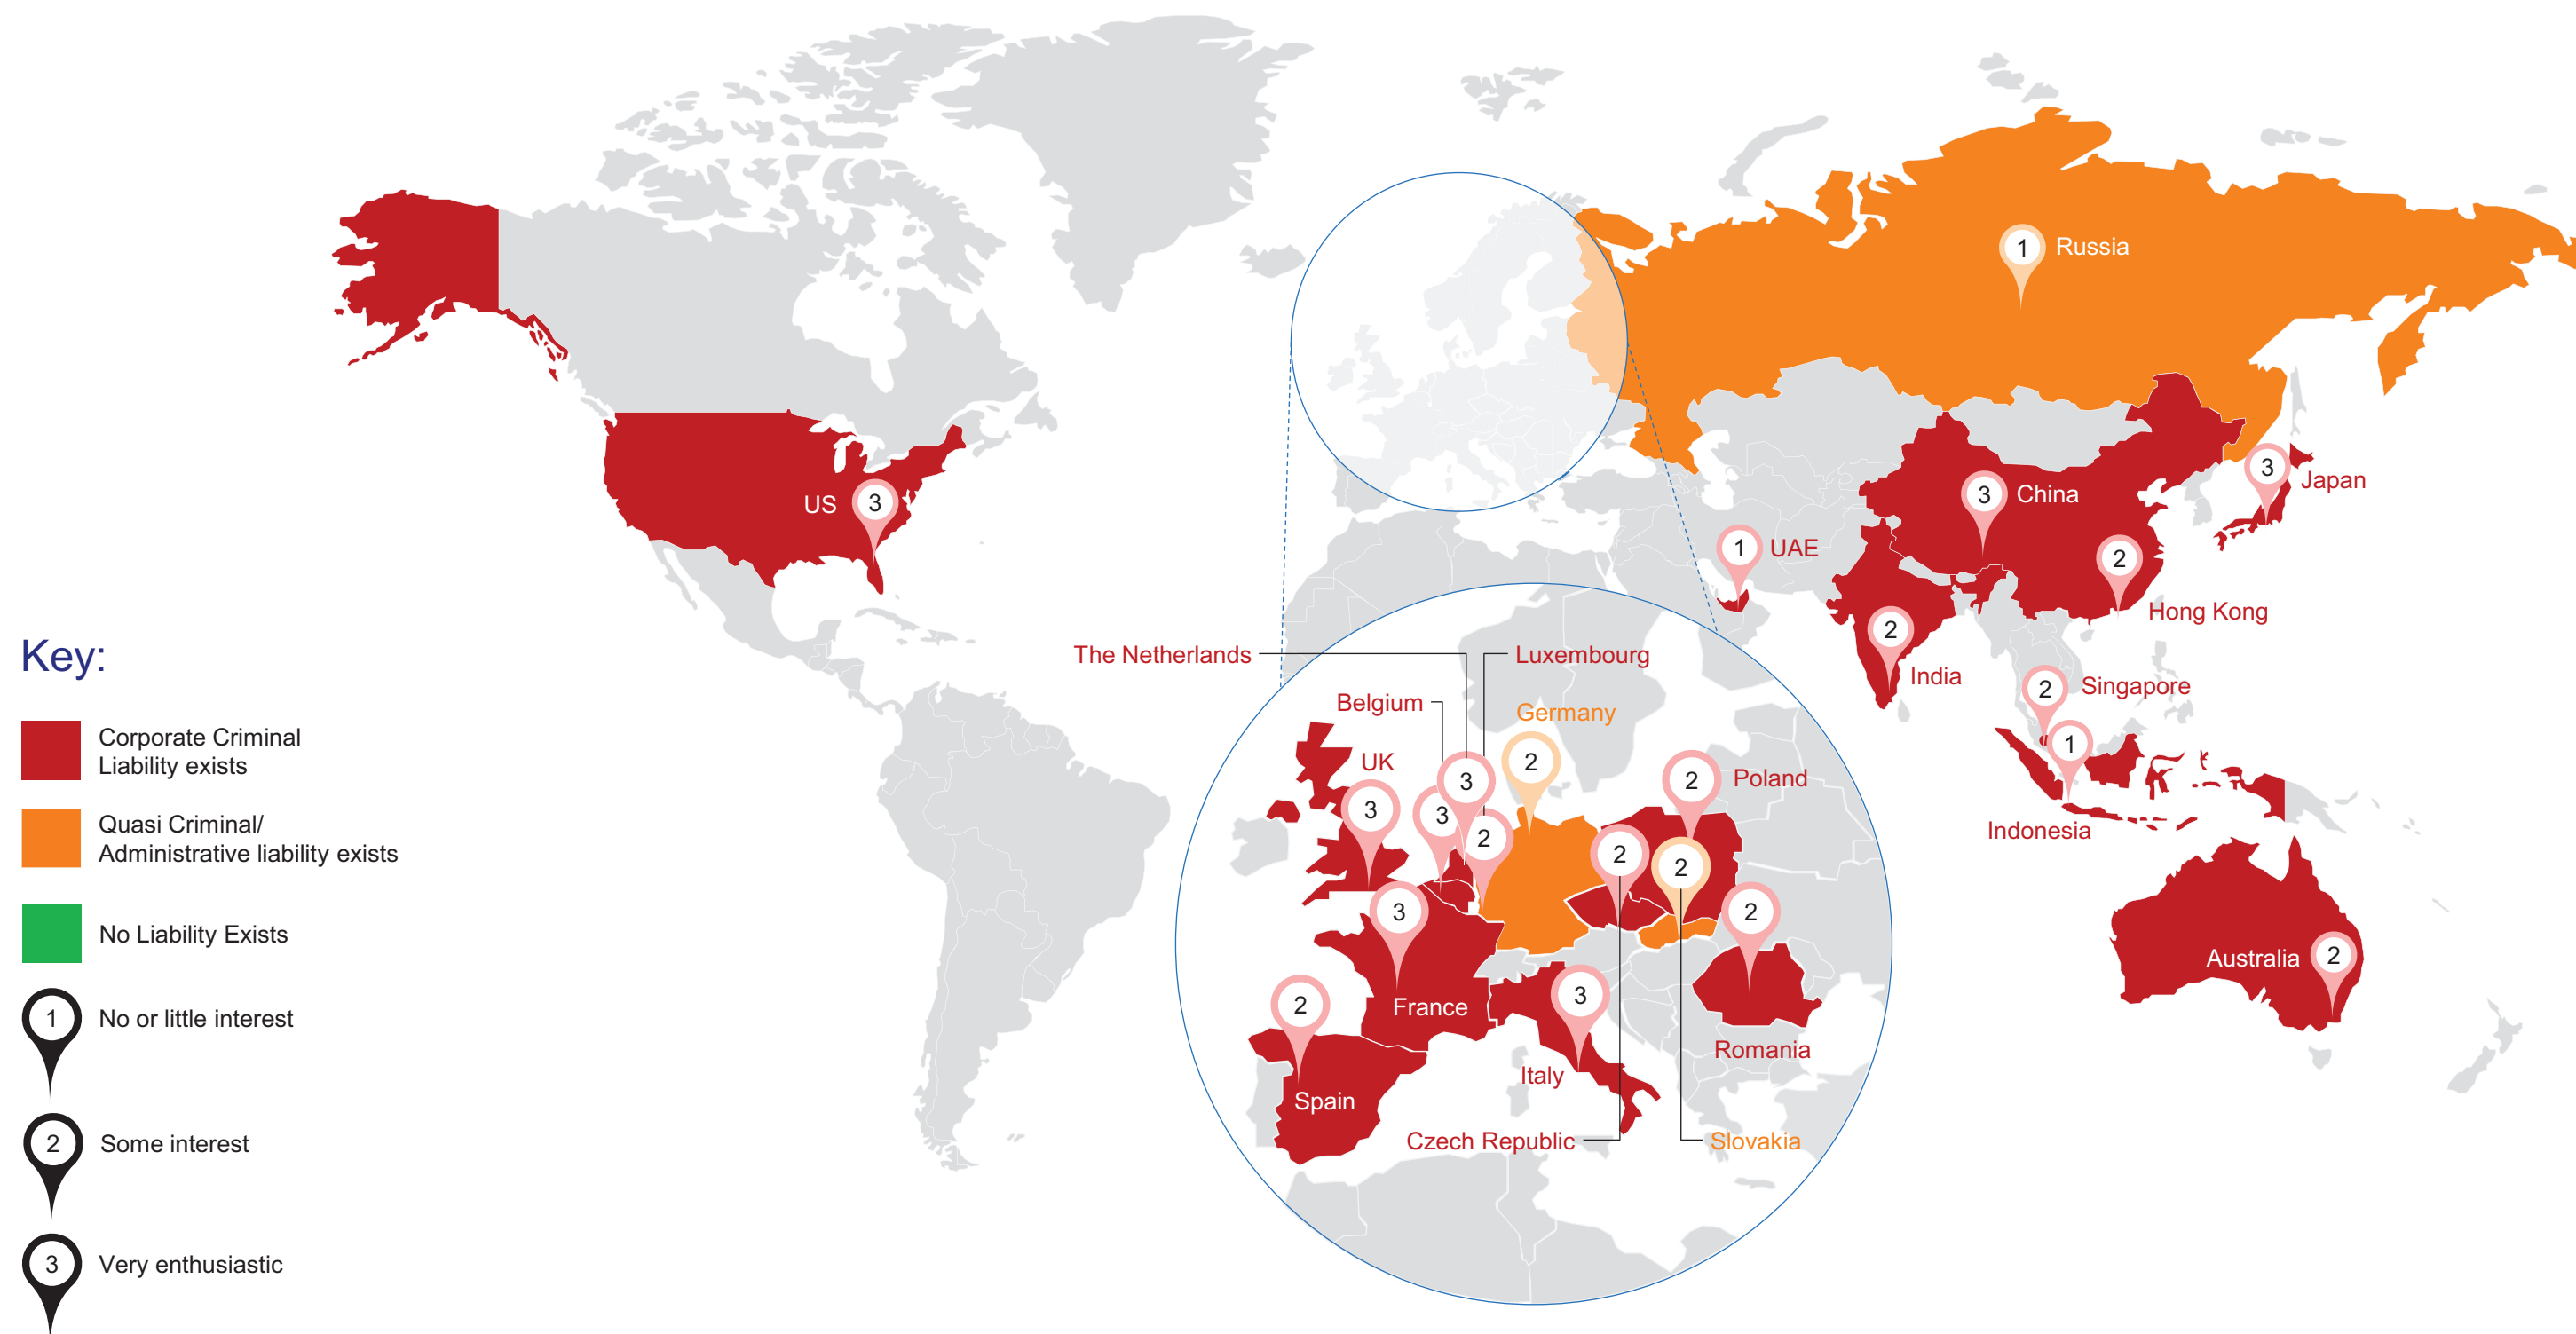 Russia
1
3
Japan
US
3
3
China
1
UAE
2
Hong Kong
2
India
2
Singapore
1
Indonesia
Australia
2
The Netherlands
Luxembourg
Belgium
Germany
UK
3
3
3
2
2
2
Poland
2
2
2
3
France
3
2
Romania
Italy
Spain
Czech Republic
Slovakia
Key:
Corporate Criminal
Liability exists
Quasi Criminal/
Administrative liability exists
No Liability Exists
1 No or little interest
2 Some interest
3 Very enthusiastic